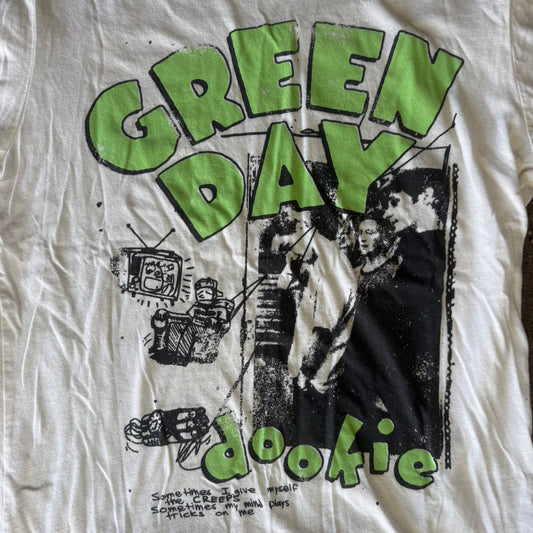 GREEN
DAY
dookie
Sometimes I give myself
the CREEPS
Sometimes my mind plays
tricks on me